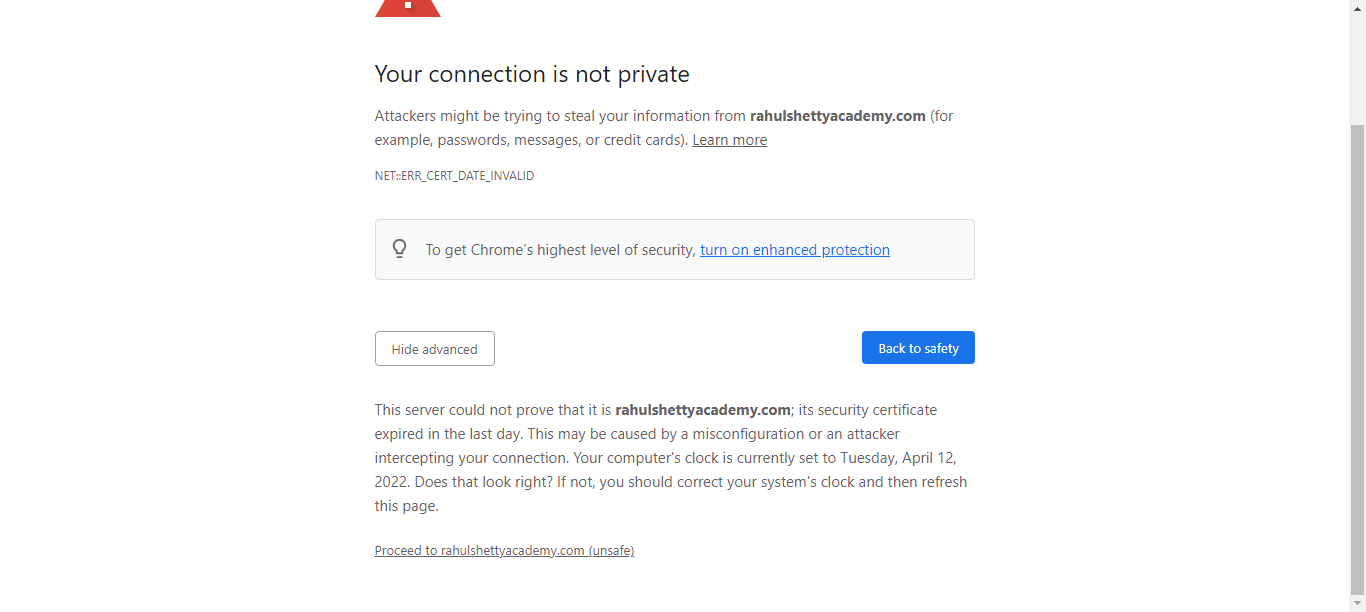 Your connection is not private
Attackers might be trying to steal your information from rahulshettyacademy.com (for
example, passwords, messages, or credit cards). Learn more
NET::ERR_CERT_DATE_INVALID
To get Chrome's highest level of security, turn on enhanced protection
Hide advanced
Back to safety
This server could not prove that it is rahulshettyacademy.com; its security certificate
expired in the last day. This may be caused by a misconfiguration or an attacker
intercepting your connection. Your computer's clock is currently set to Tuesday, April 12,
2022. Does that look right? If not, you should correct your system's clock and then refresh
this page.
Proceed to rahulshettyacademy.com (unsafe)